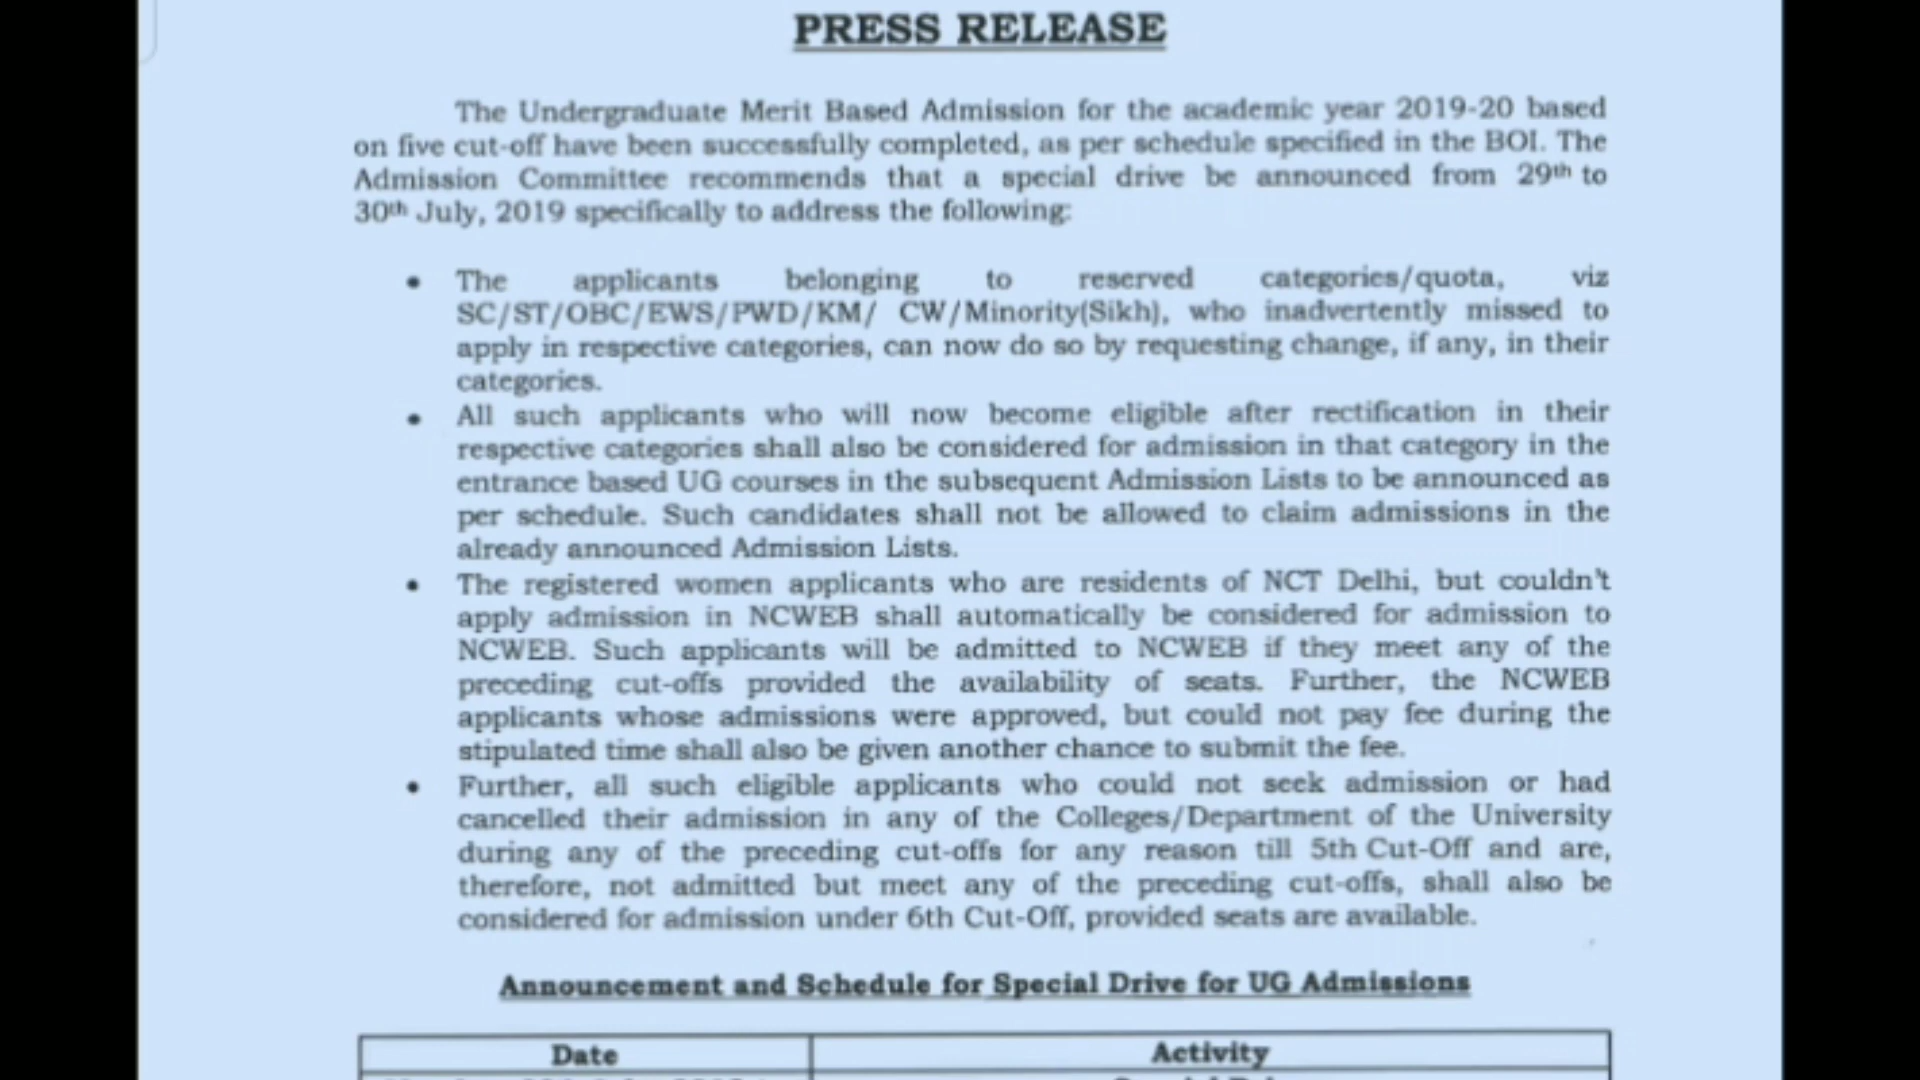 PRESS RELEASE
The Undergraduate Merit Based Admission for the academic year 2019-20 based
on five cut-off have been successfully completed, as per schedule specified in the BOI. The
Admission Committee recommends that a special drive be announced from 29th to
30th July, 2019 specifically to address the following:
• The applicants belonging to reserved categories/quota, viz
SC/ST/OBC/EWS/PWD/KM/ CW/Minority(Sikh), who inadvertently missed to
apply in respective categories, can now do so by requesting change, if any, in their
categories.
• All such applicants who will now become eligible after rectification in their
respective categories shall also be considered for admission in that category in the
entrance based UG courses in the subsequent Admission Lists to be announced as
per schedule. Such candidates shall not be allowed to claim admissions in the
already announced Admission Lists.
• The registered women applicants who are residents of NCT Delhi, but couldn't
apply admission in NCWEB shall automatically be considered for admission to
NCWEB. Such applicants will be admitted to NCWEB if they meet any of the
preceding cut-offs provided the availability of seats. Further, the NCWEB
applicants whose admissions were approved, but could not pay fee during the
stipulated time shall also be given another chance to submit the fee.
• Further, all such eligible applicants who could not seek admission or had
cancelled their admission in any of the Colleges/Department of the University
during any of the preceding cut-offs for any reason till 5th Cut-Off and are,
therefore, not admitted but meet any of the preceding cut-offs, shall also be
considered for admission under 6th Cut-Off, provided seats are available.
Announcement and Schedule for Special Drive for UG Admissions
Date Activity